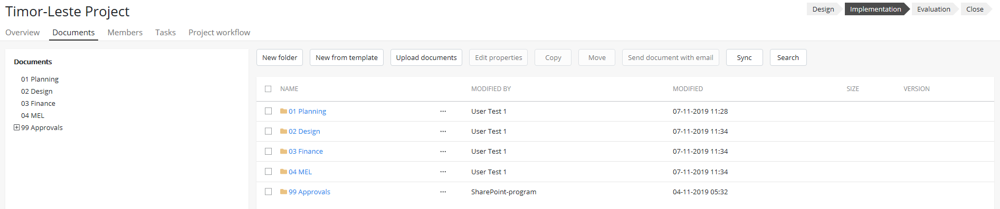 Timor-Leste Project
Design Implementation Evaluation Close
Overview Documents Members Tasks Project workflow
Documents
01 Planning
02 Design
03 Finance
04 MEL
99 Approvals
New folder New from template Upload documents Edit properties Copy Move Send document with email Sync Search
NAME MODIFIED BY MODIFIED SIZE VERSION
01 Planning ... User Test 1 07-11-2019 11:28
02 Design ... User Test 1 07-11-2019 11:34
03 Finance ... User Test 1 07-11-2019 11:34
04 MEL ... User Test 1 07-11-2019 11:34
99 Approvals ... SharePoint-program 04-11-2019 05:32